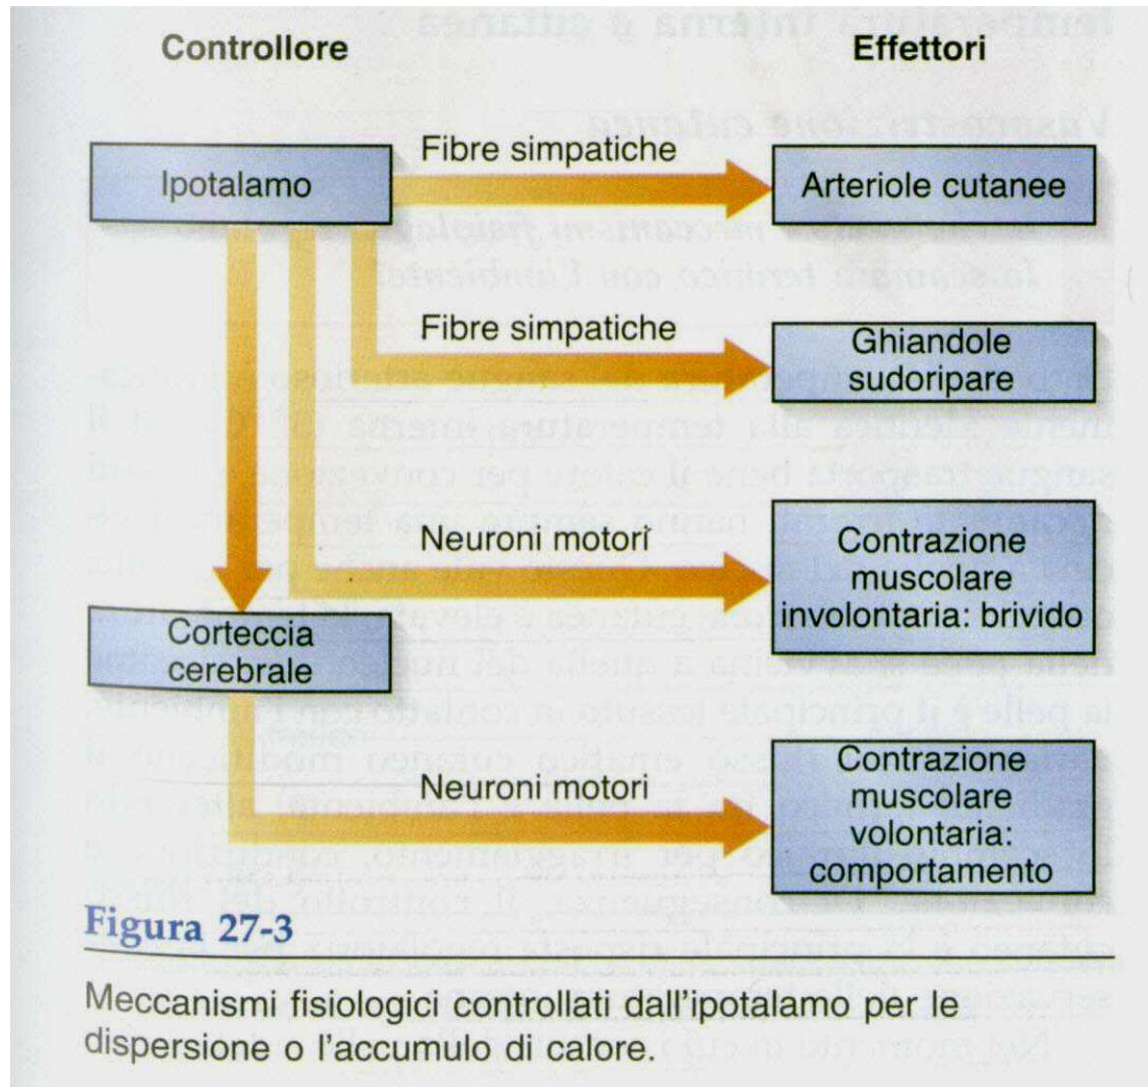 Controllore
Effettori
Ipotalamo
Fibre simpatiche
Arteriole cutanee
Fibre simpatiche
Ghiandole
sudoripare
Neuroni motori
Contrazione
muscolare
involontaria: brivido
Corteccia
cerebrale
Neuroni motori
Contrazione
muscolare
volontaria:
comportamento
Figura 27-3
Meccanismi fisiologici controllati dall'ipotalamo per le
dispersione o l'accumulo di calore.